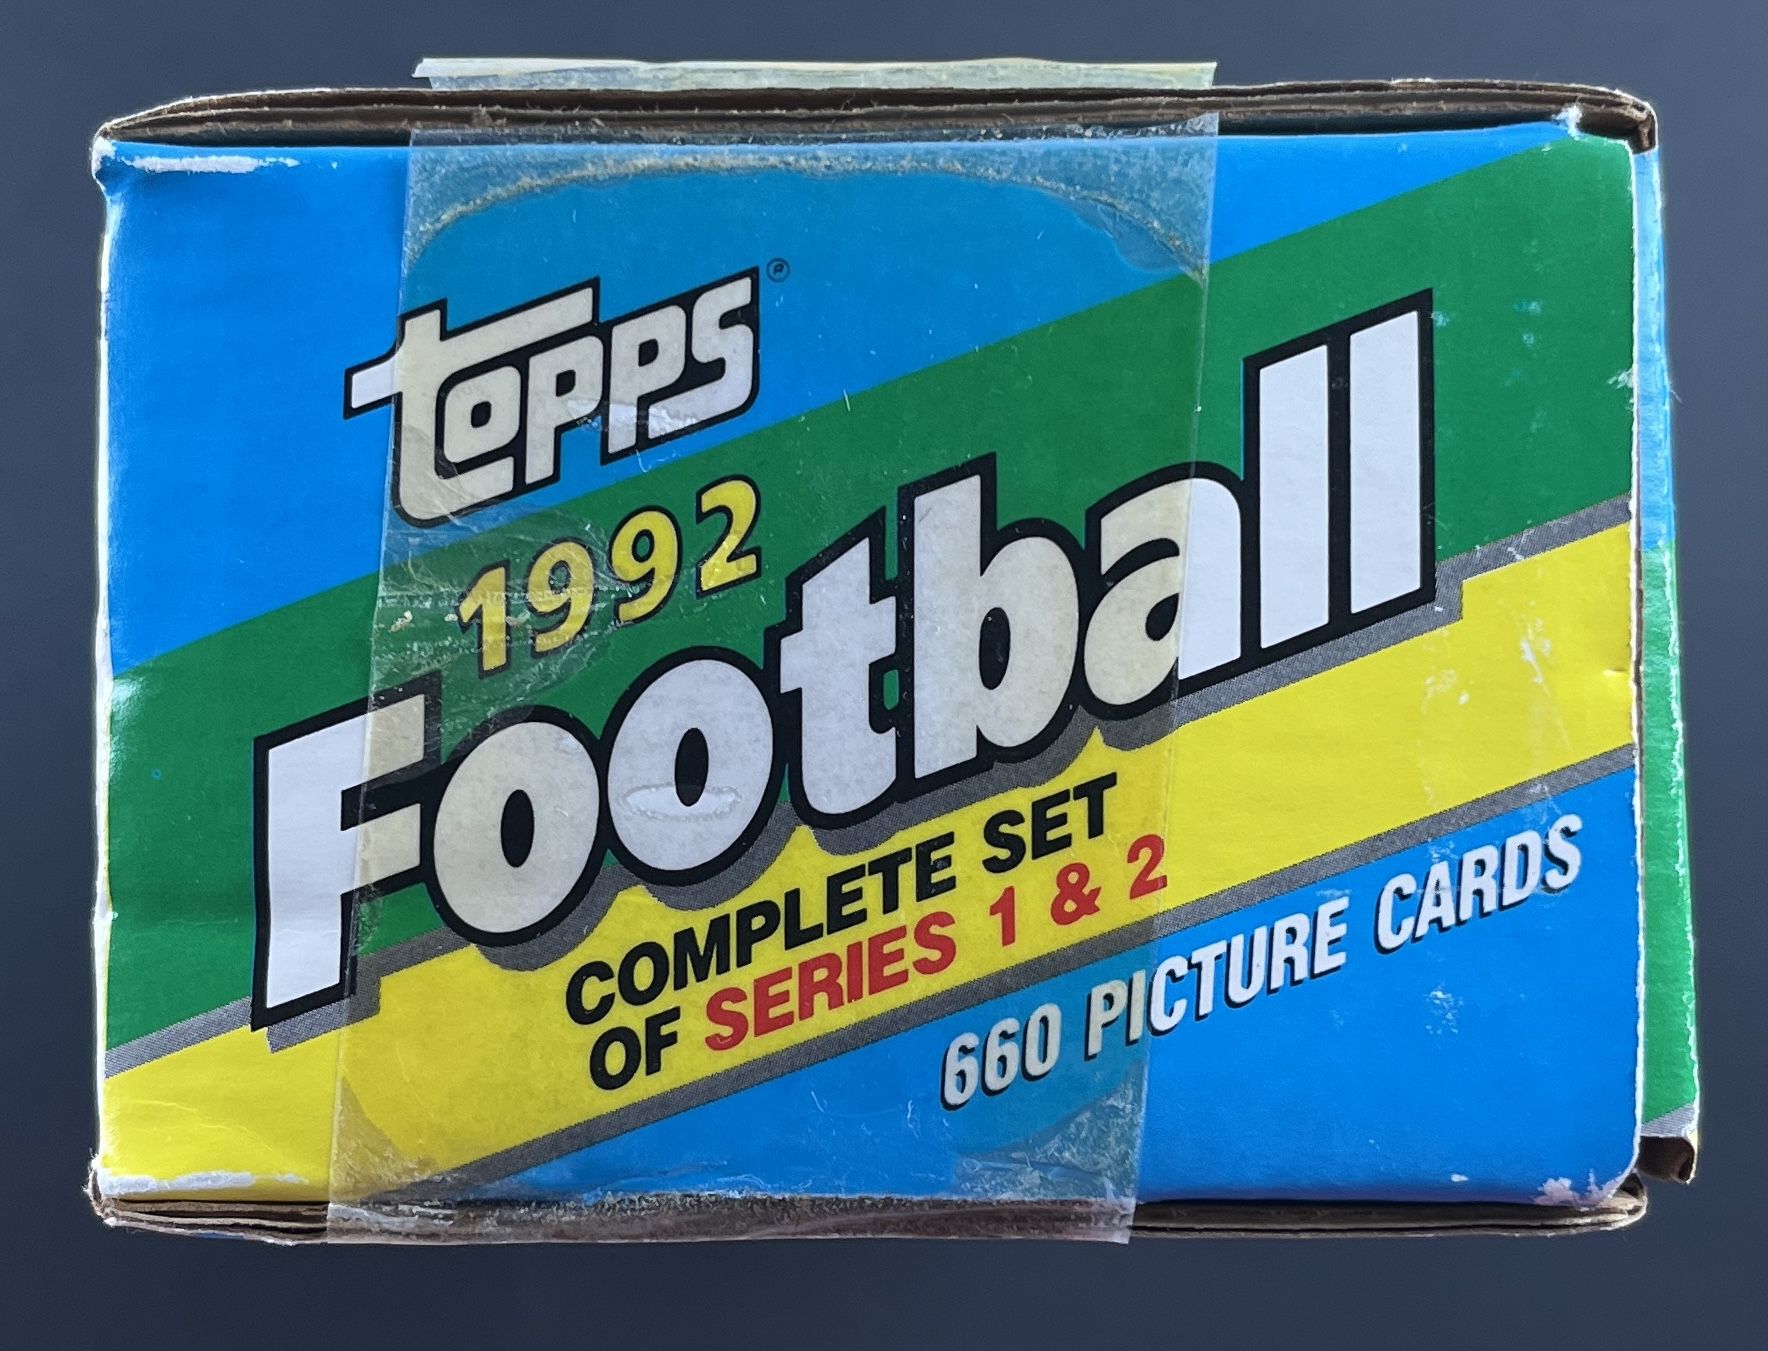 topps®
1992
Football
COMPLETE SET
OF SERIES 1 & 2
660 PICTURE CARDS